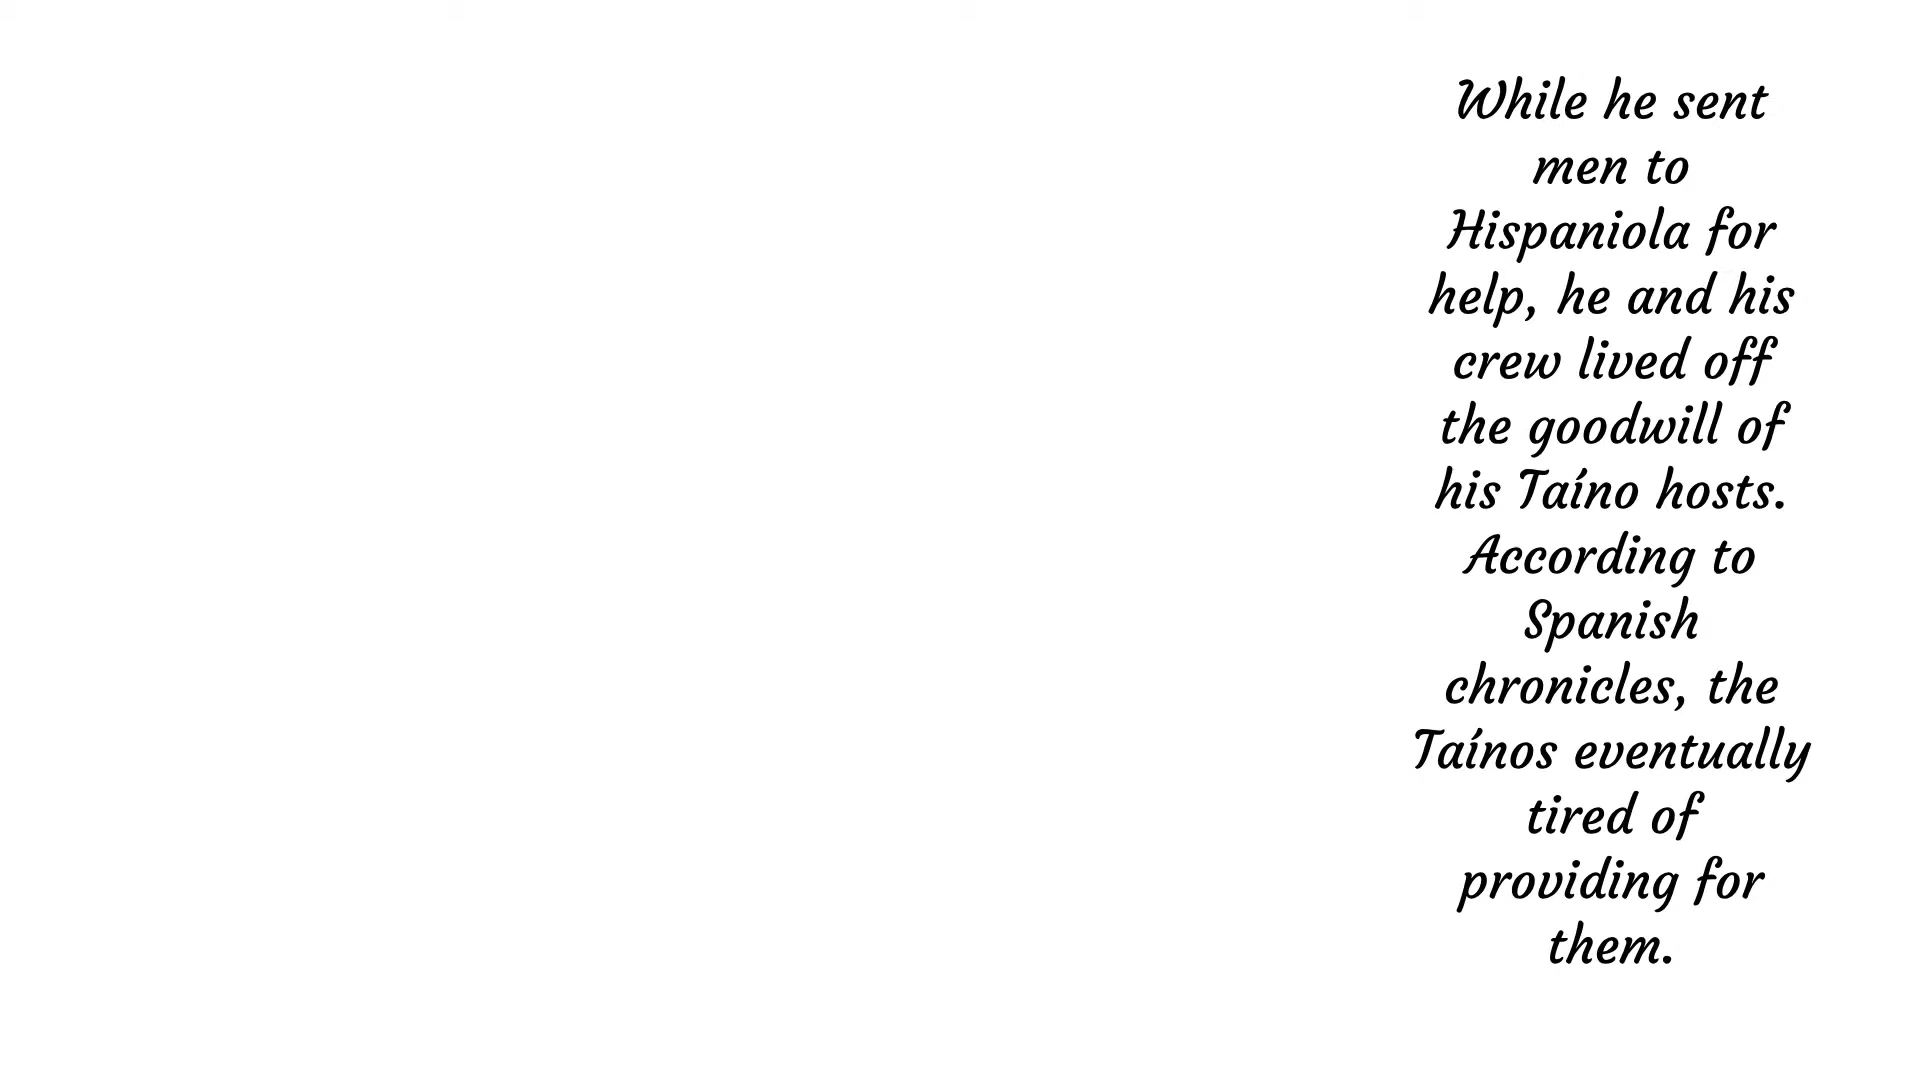 While he sent
men to
Hispaniola for
help, he and his
crew lived off
the goodwill of
his Taíno hosts.
According to
Spanish
chronicles, the
Taínos eventually
tired of
providing for
them.